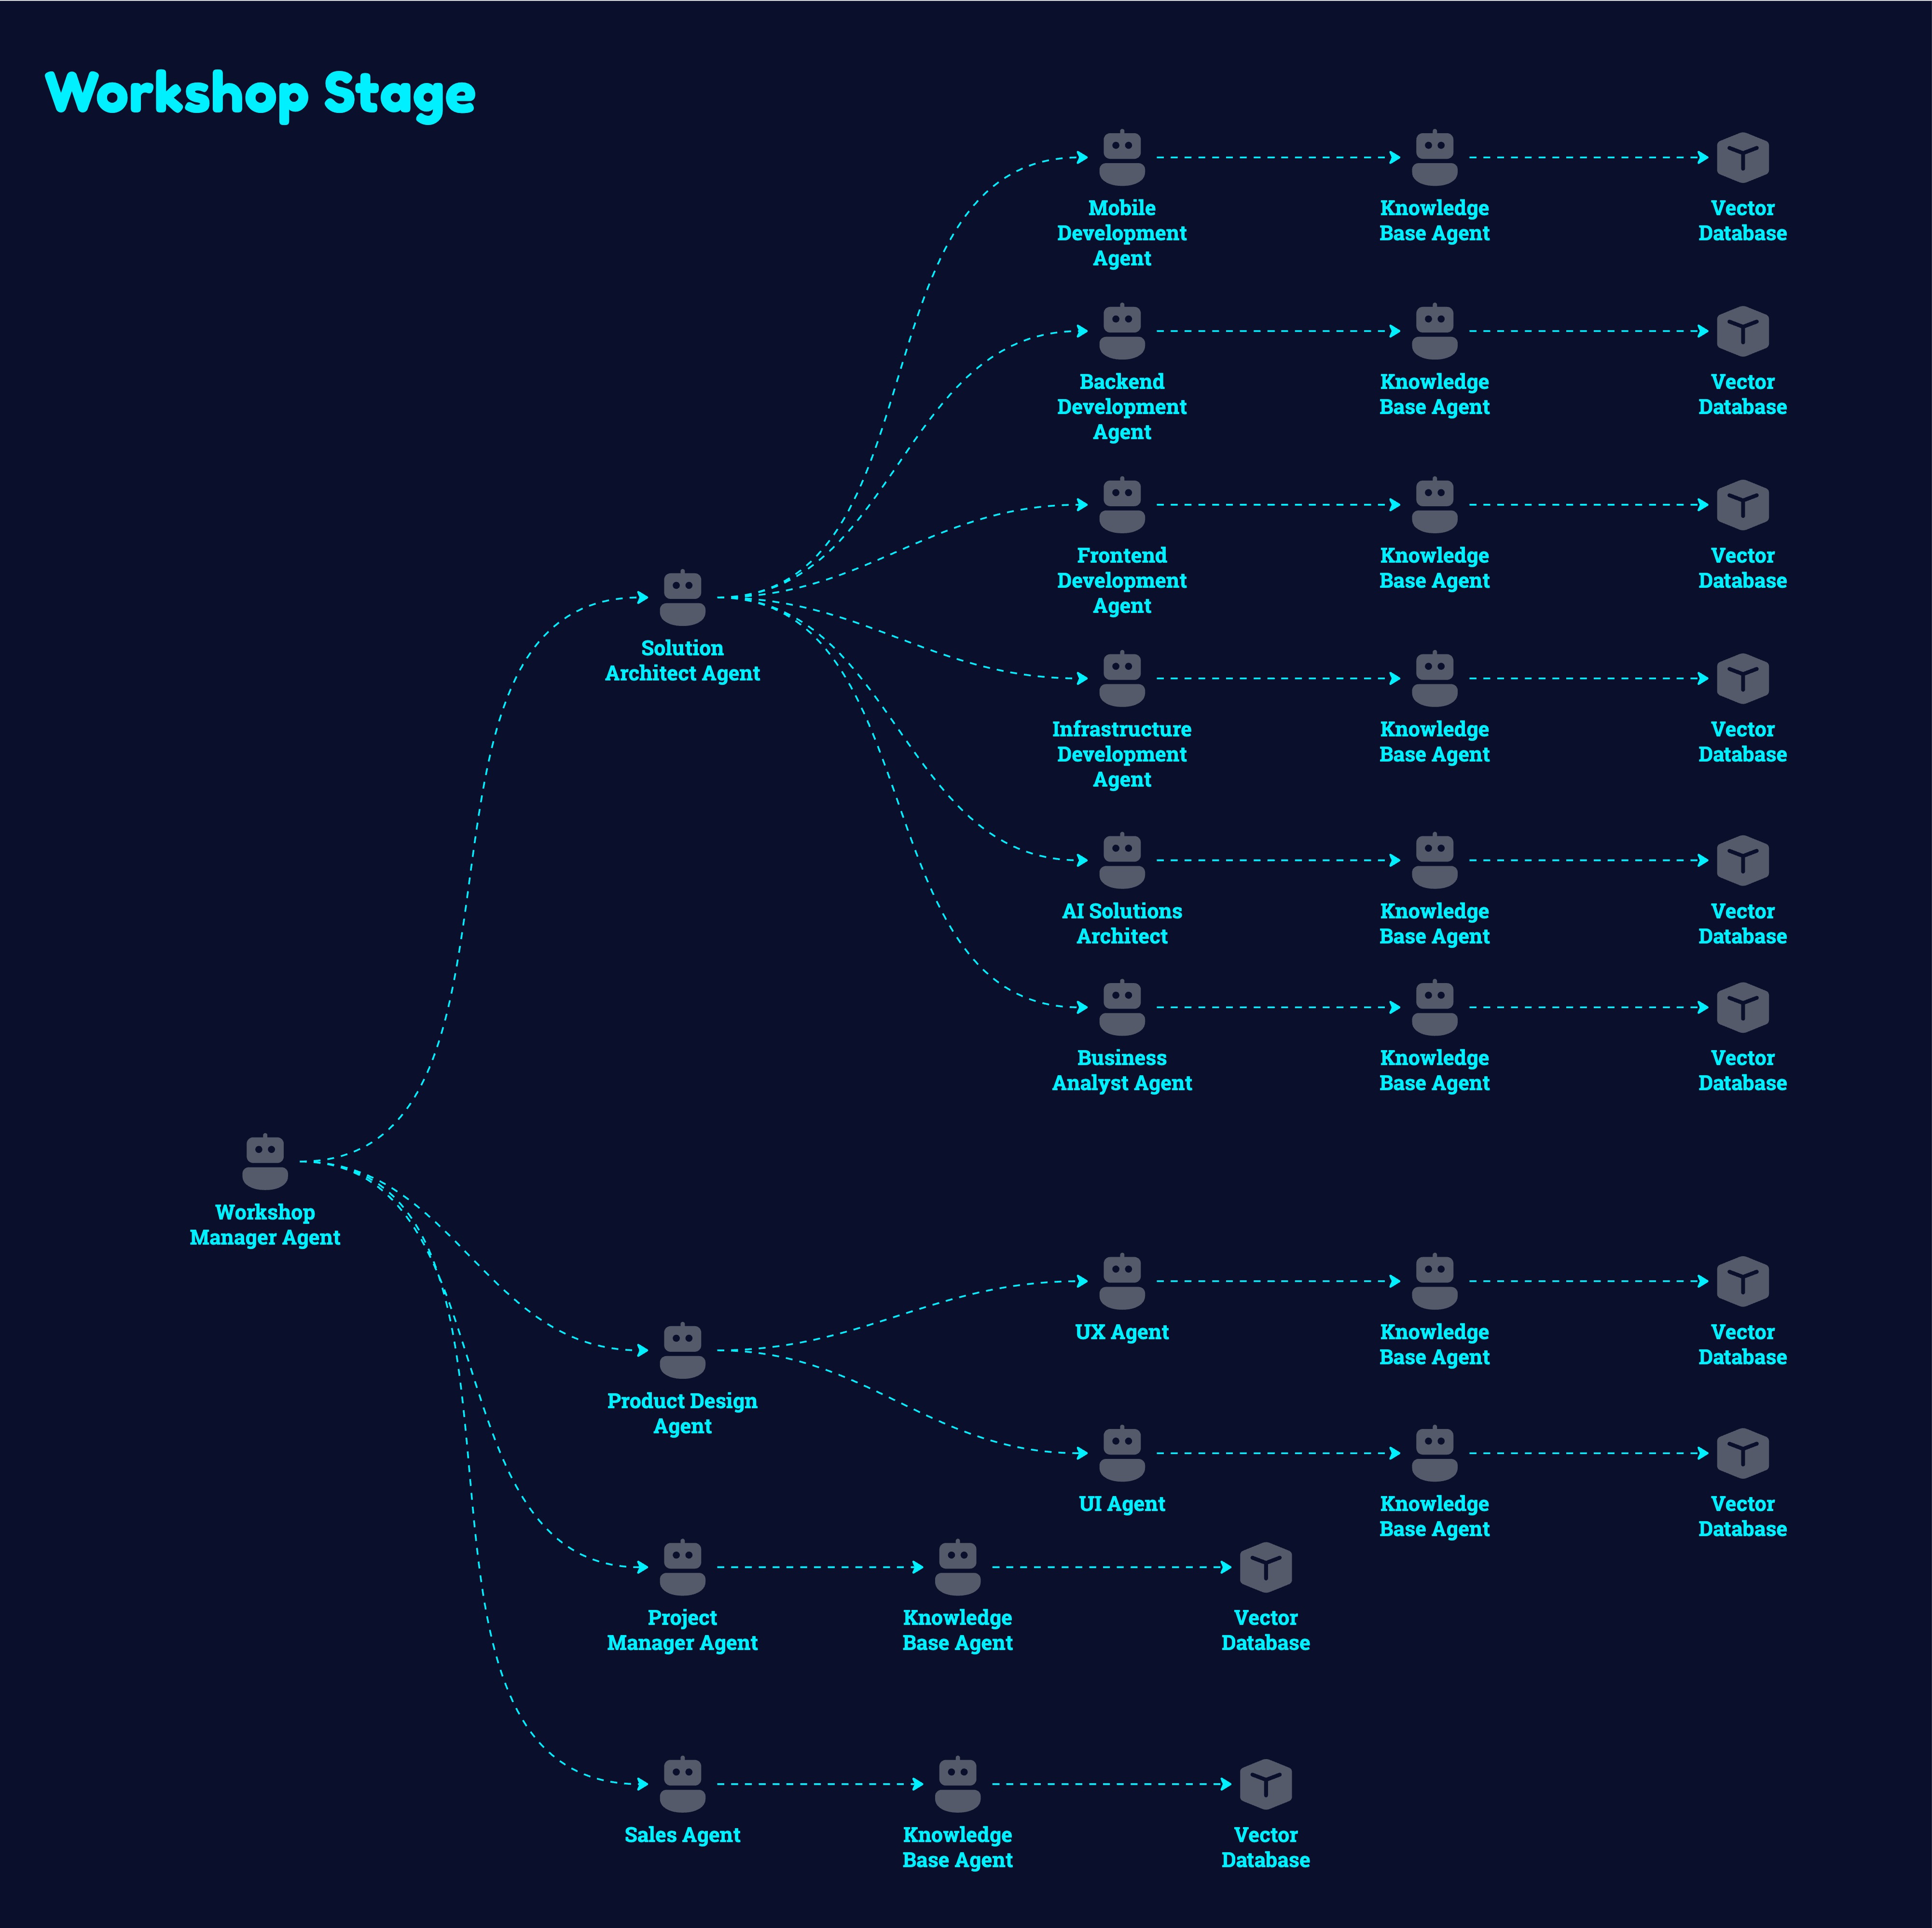 Workshop Stage
Mobile
Development
Agent
Knowledge
Base Agent
Vector
Database
Backend
Development
Agent
Knowledge
Base Agent
Vector
Database
Frontend
Development
Agent
Knowledge
Base Agent
Vector
Database
Solution
Architect Agent
Infrastructure
Development
Agent
Knowledge
Base Agent
Vector
Database
AI Solutions
Architect
Knowledge
Base Agent
Vector
Database
Business
Analyst Agent
Knowledge
Base Agent
Vector
Database
Workshop
Manager Agent
UX Agent
Knowledge
Base Agent
Vector
Database
Product Design
Agent
UI Agent
Knowledge
Base Agent
Vector
Database
Project
Manager Agent
Knowledge
Base Agent
Vector
Database
Sales Agent
Knowledge
Base Agent
Vector
Database